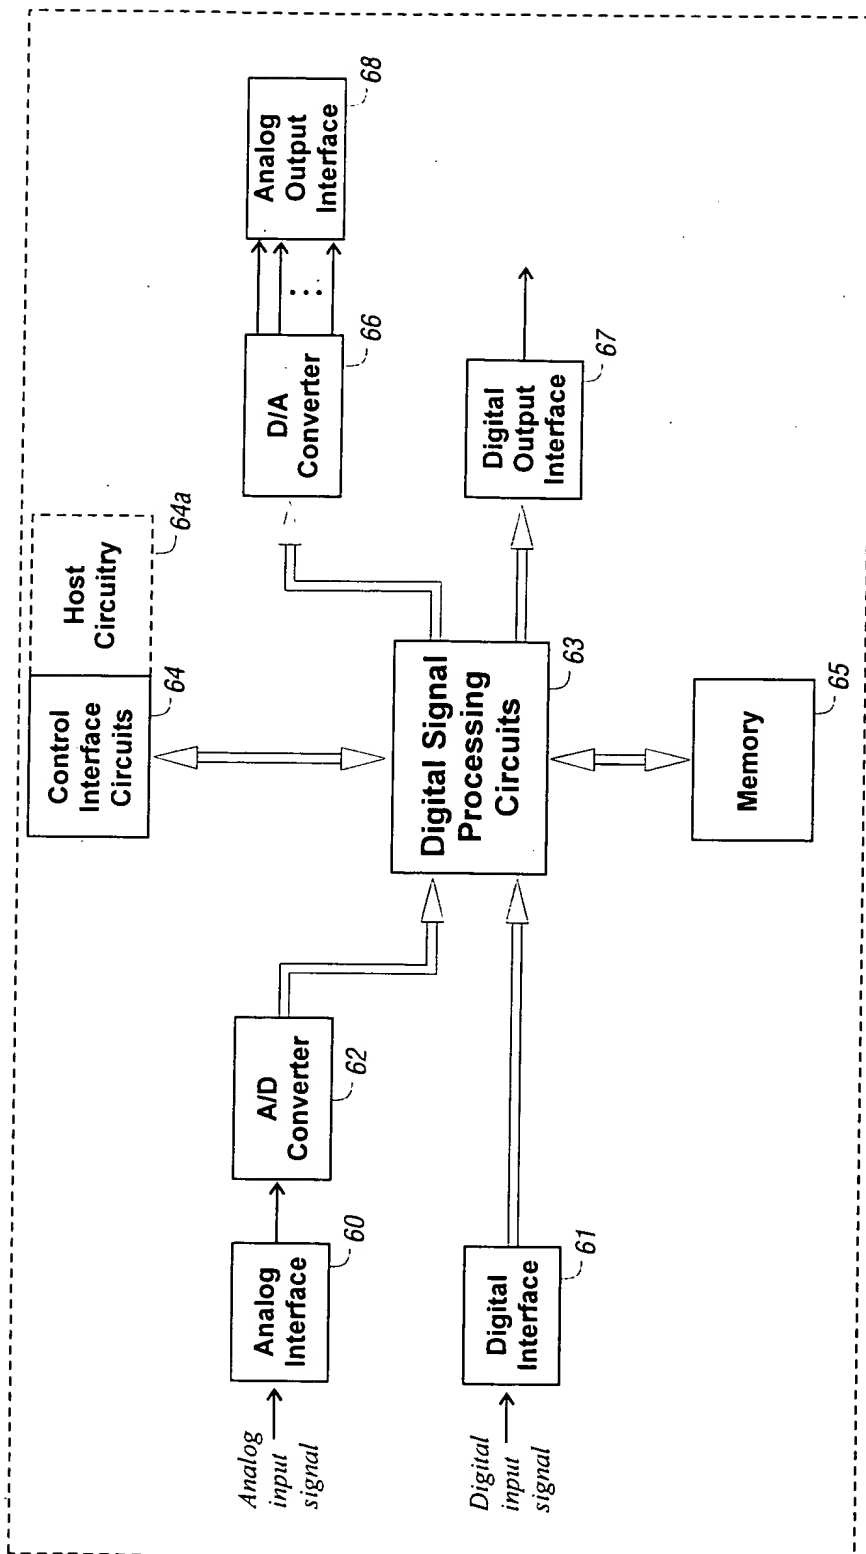 Analog
input
signal
Analog
Interface
60
A/D
Converter
62
Digital
input
signal
Digital
Interface
61
Control
Interface
Circuits
64
Host
Circuitry
64a
Digital Signal
Processing
Circuits
63
Memory
65
D/A
Converter
66
Analog
Output
Interface
68
Digital
Output
Interface
67